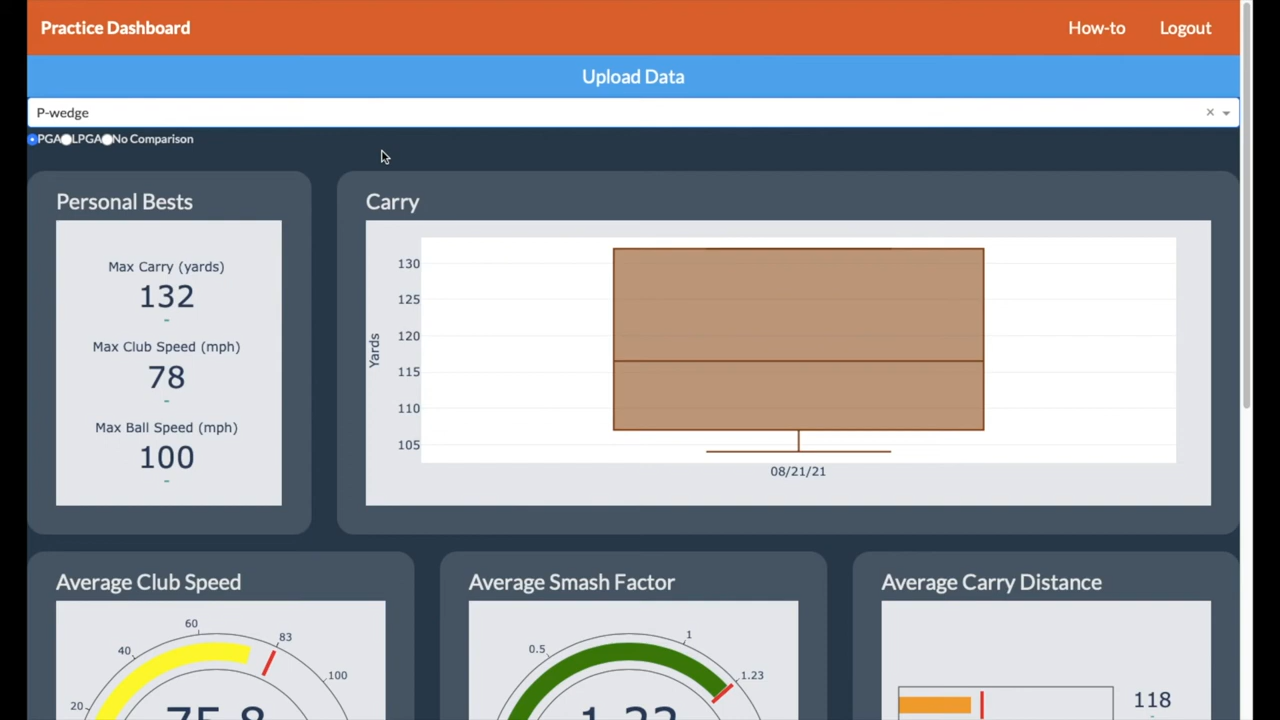 Practice Dashboard
How-to
Logout
Upload Data
P-wedge
×
PGA LPGA No Comparison
Personal Bests
Max Carry (yards)
132
-
Max Club Speed (mph)
78
-
Max Ball Speed (mph)
100
-
Carry
130
125
120
115
110
105
Yards
08/21/21
Average Club Speed
20
40
60
83
100
75.8
Average Smash Factor
0.5
1
1.23
Average Carry Distance
118
-